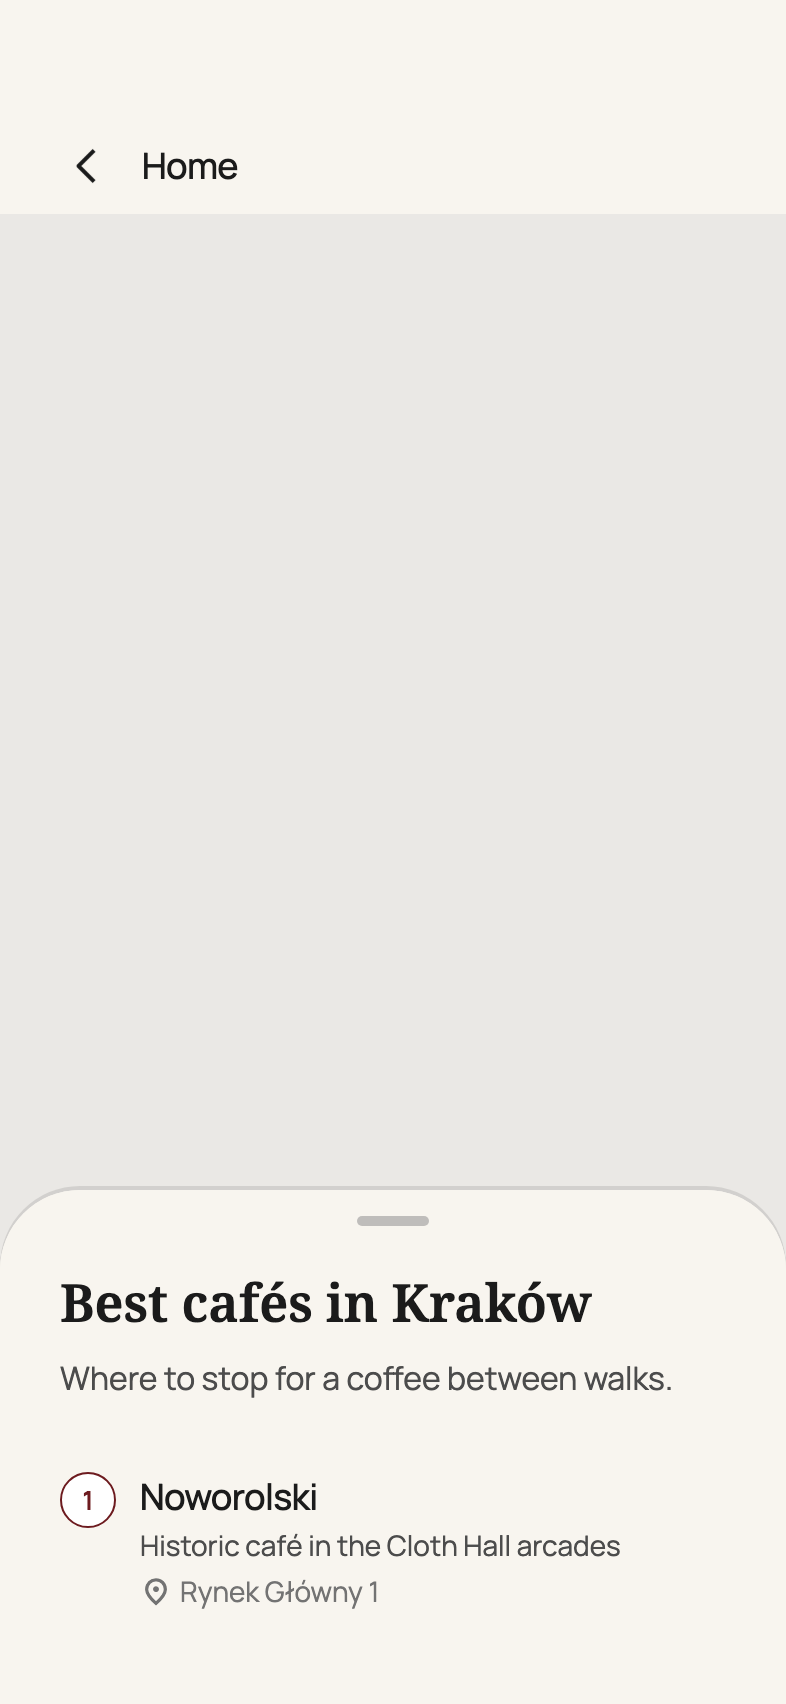 Home
Best cafés in Kraków
Where to stop for a coffee between walks.
1
Noworolski
Historic café in the Cloth Hall arcades
Rynek Główny 1